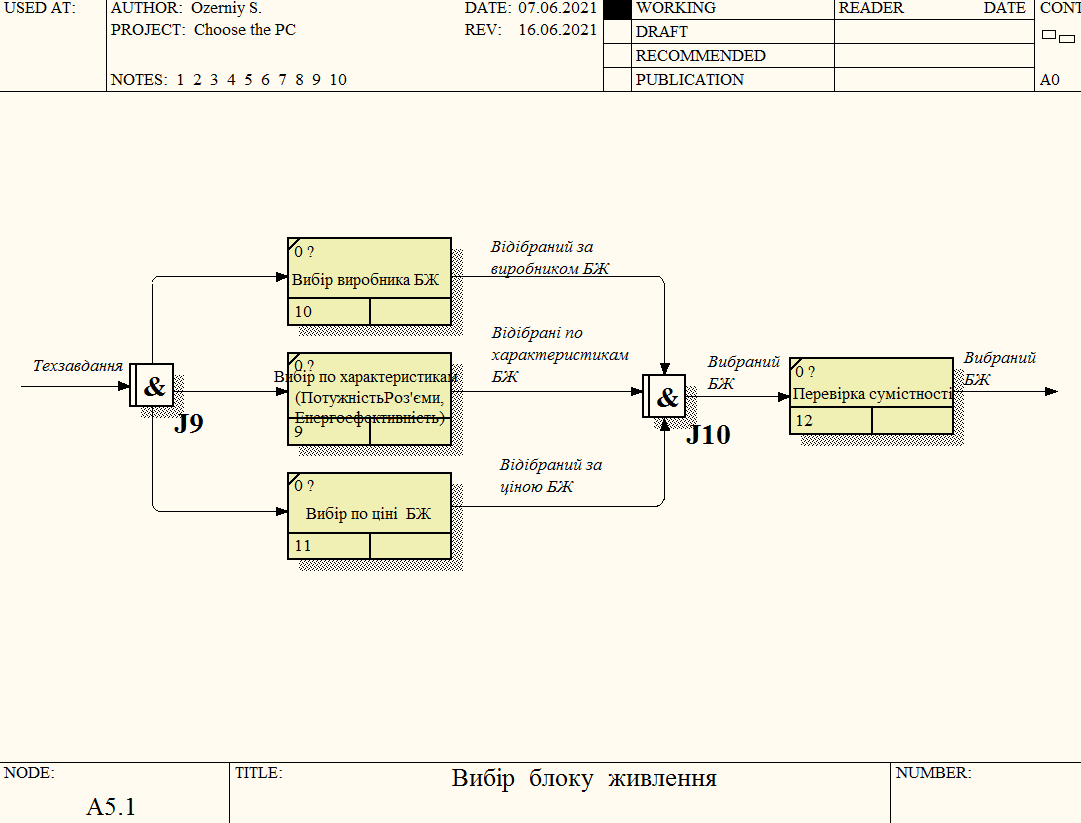 USED AT:
AUTHOR: Ozerniy S.
DATE: 07.06.2021
PROJECT: Choose the PC
REV: 16.06.2021
NOTES: 1 2 3 4 5 6 7 8 9 10
WORKING
DRAFT
RECOMMENDED
PUBLICATION
READER DATE
CONT
A0
Техзавдання
&
J9
0 ?
Вибір виробника БЖ
10
Відібраний за
виробником БЖ
0 ?
Вибір по характеристикам
(ПотужністьРоз'єми,
Енергоефективність)
9
Відібрані по
характеристикам
БЖ
0 ?
Вибір по ціні БЖ
11
Відібраний за
ціною БЖ
&
J10
Вибраний
БЖ
0 ?
Перевірка сумістності
12
Вибраний
БЖ
NODE:
A5.1
TITLE:
Вибір блоку живлення
NUMBER: